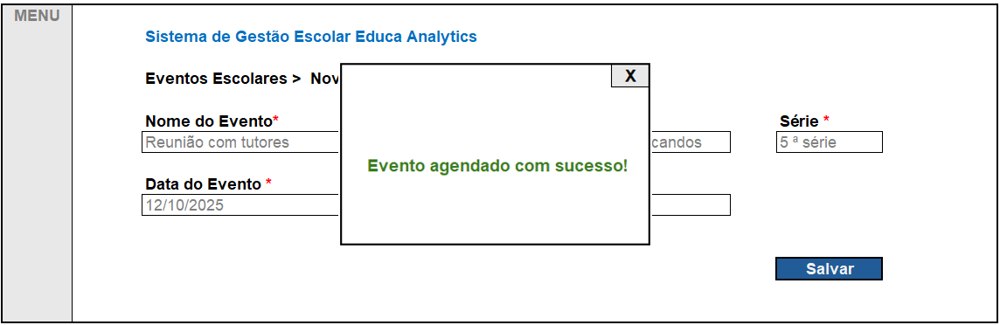 MENU
Sistema de Gestão Escolar Educa Analytics
Eventos Escolares > Nov
X
Nome do Evento*
Série *
Reunião com tutores
candos
5 ª série
Evento agendado com sucesso!
Data do Evento *
12/10/2025
Salvar